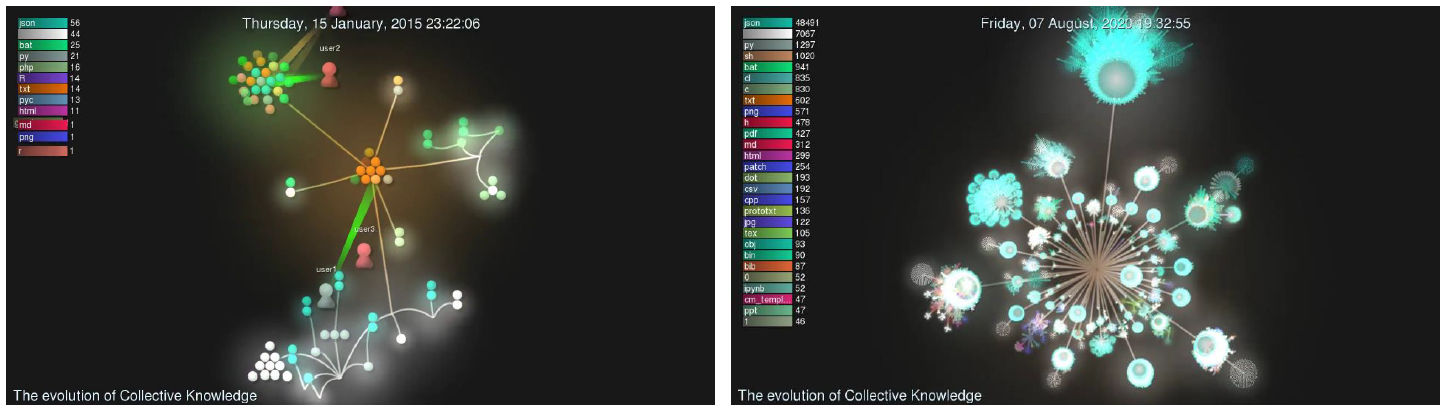 Thursday, 15 January, 2015 23:22:06
json 56
44
bat 25
py 21
php 16
R 14
txt 14
pyc 13
html 11
md 1
png 1
r 1
user2
user3
user1
The evolution of Collective Knowledge
Friday, 07 August, 2020 19:32:55
json 48491
7067
py 1297
sh 1020
bat 941
cl 835
c 830
txt 602
png 571
h 478
pdf 427
md 312
html 299
patch 254
dot 193
csv 192
cpp 157
prototxt 136
jpg 122
tex 105
obj 93
bin 90
bib 87
0 52
ipynb 52
cm_templ... 47
ppt 47
1 46
The evolution of Collective Knowledge